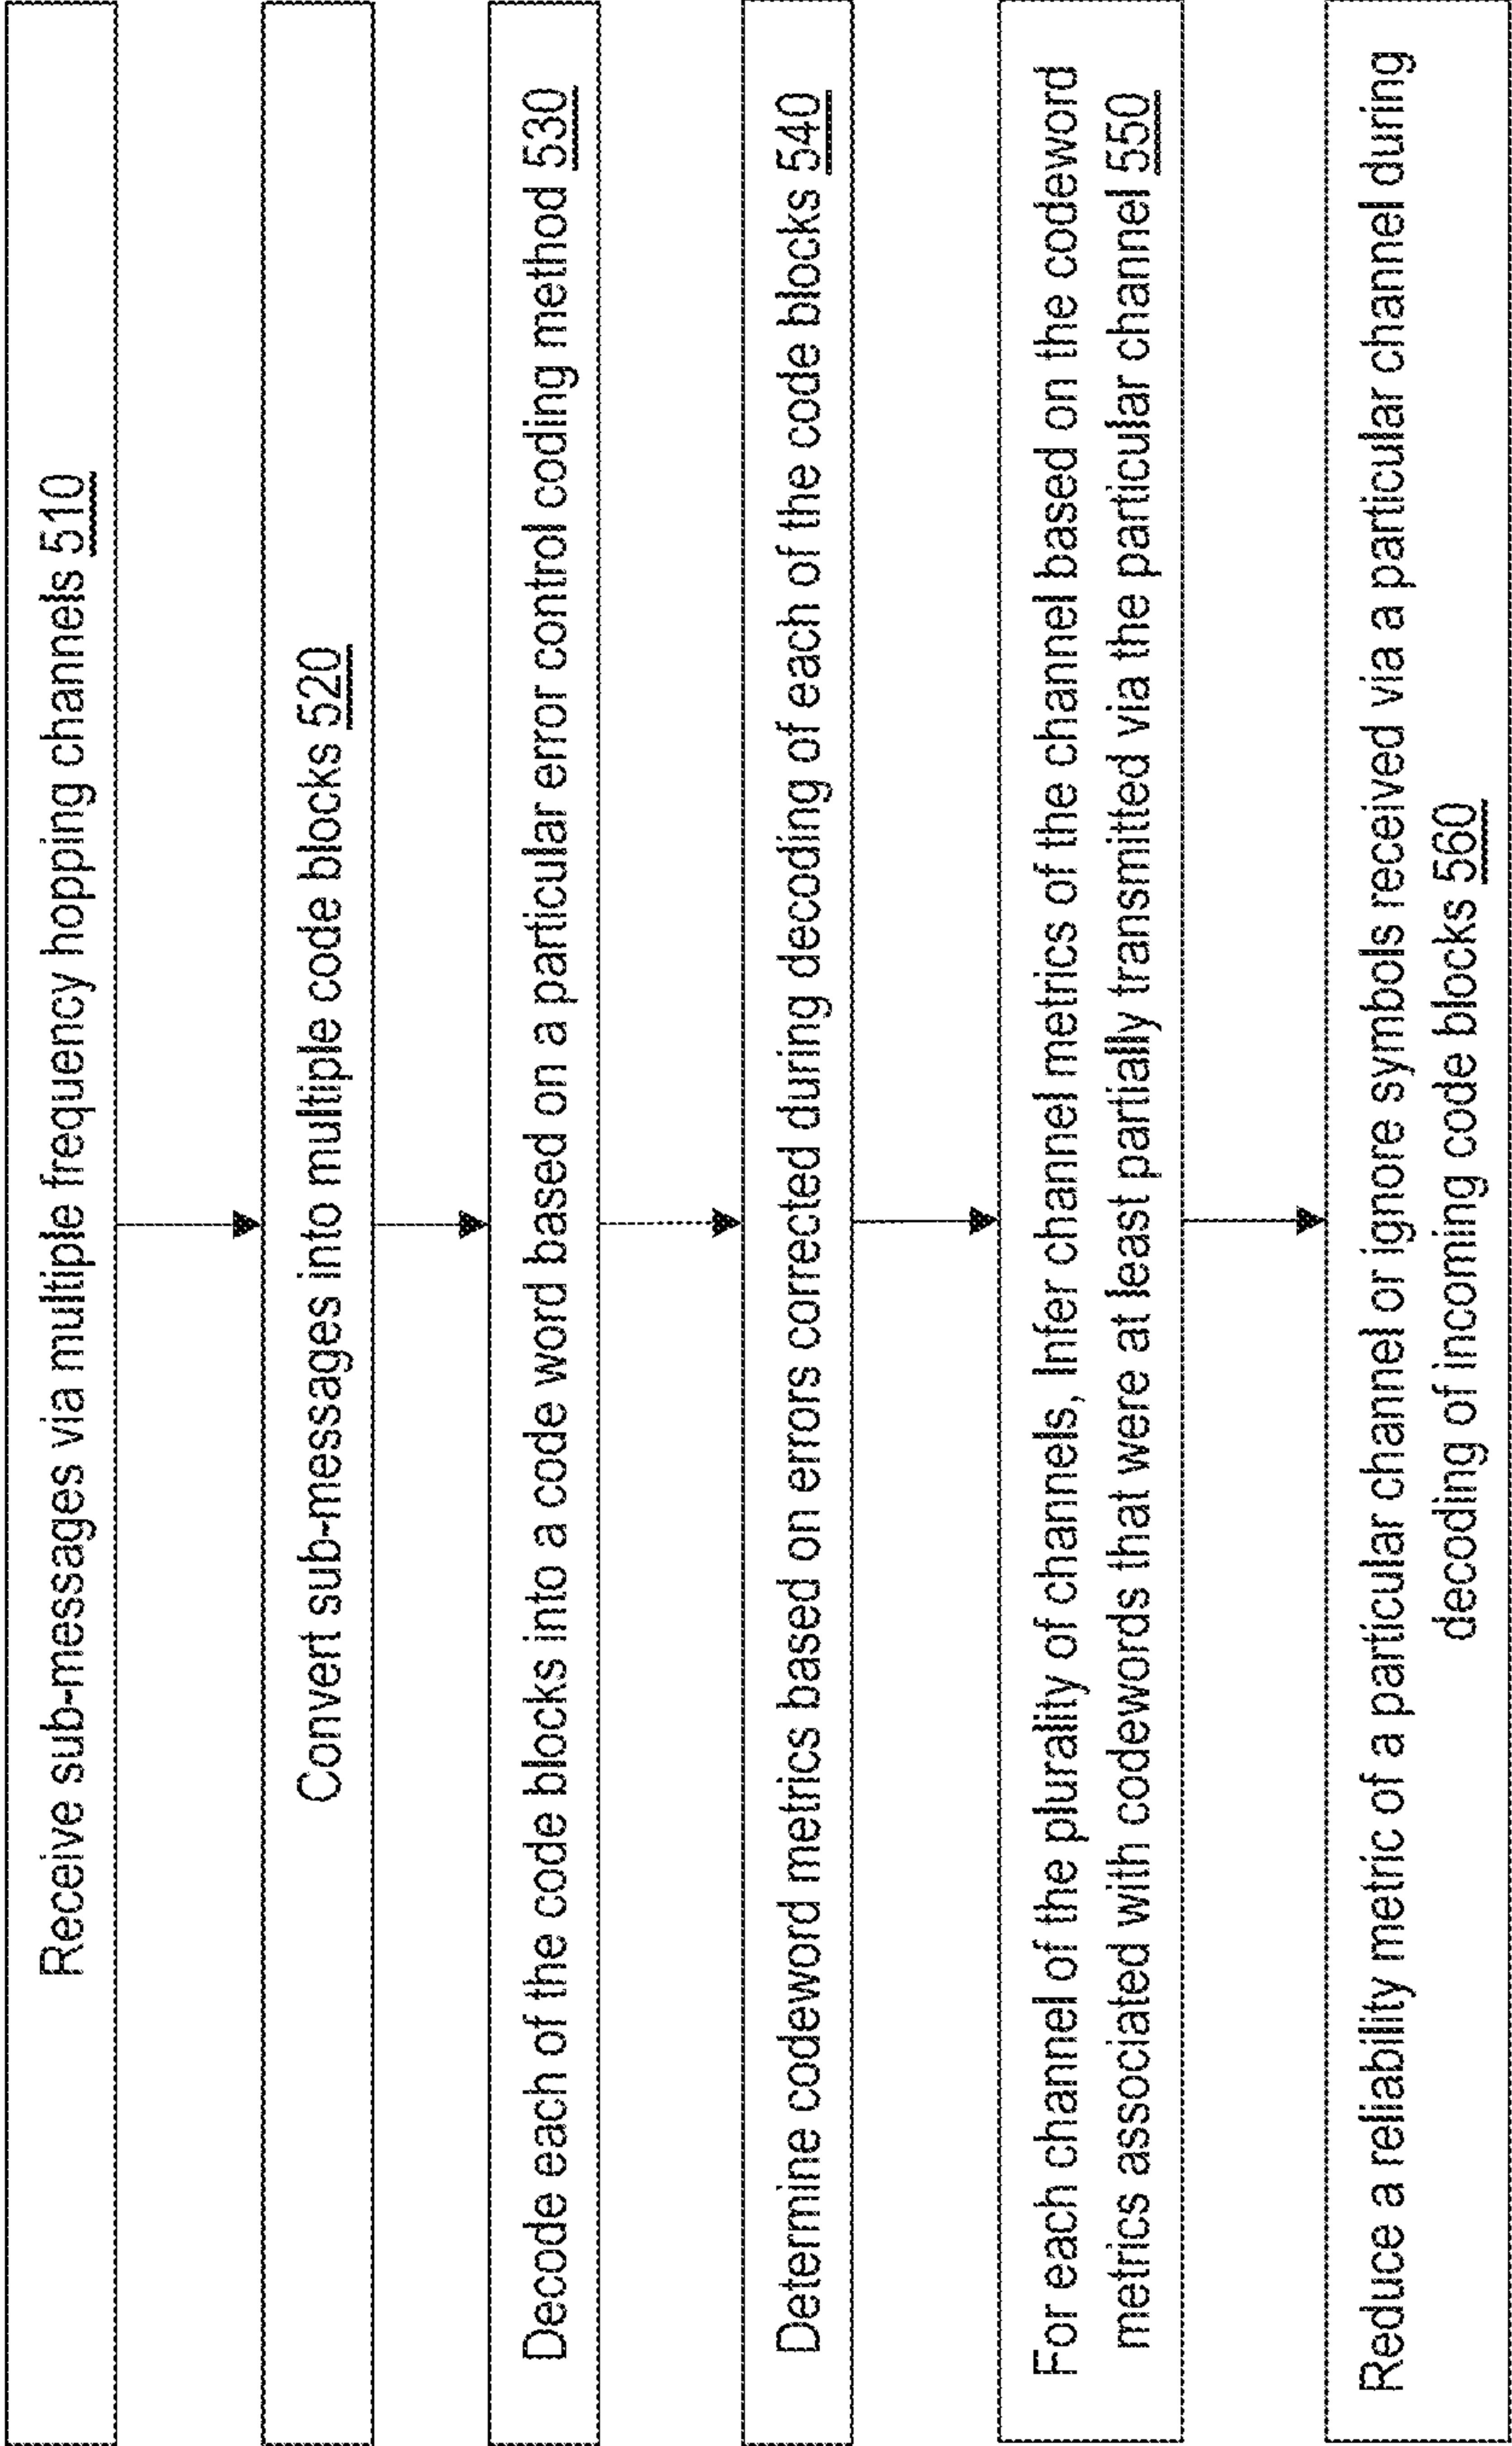 Receive sub-messages via multiple frequency hopping channels 510
Convert sub-messages into multiple code blocks 520
Decode each of the code blocks into a code word based on a particular error control coding method 530
Determine codeword metrics based on errors corrected during decoding of each of the code blocks 540
For each channel of the plurality of channels, Infer channel metrics of the channel based on the codeword
metrics associated with codewords that were at least partially transmitted via the particular channel 550
Reduce a reliability metric of a particular channel or ignore symbols received via a particular channel during
decoding of incoming code blocks 560